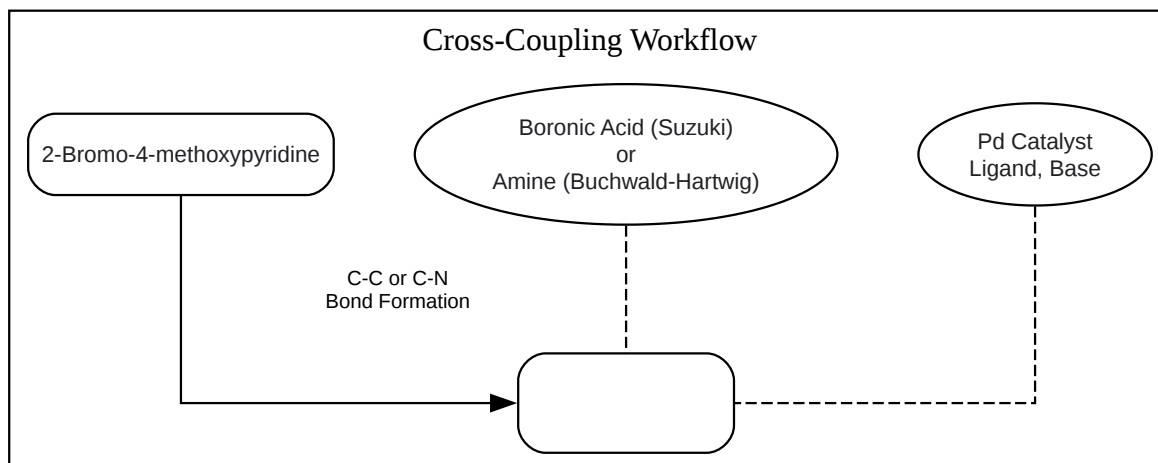 Cross-Coupling Workflow
2-Bromo-4-methoxypyridine
Boronic Acid (Suzuki)
or
Amine (Buchwald-Hartwig)
Pd Catalyst
Ligand, Base
C-C or C-N
Bond Formation